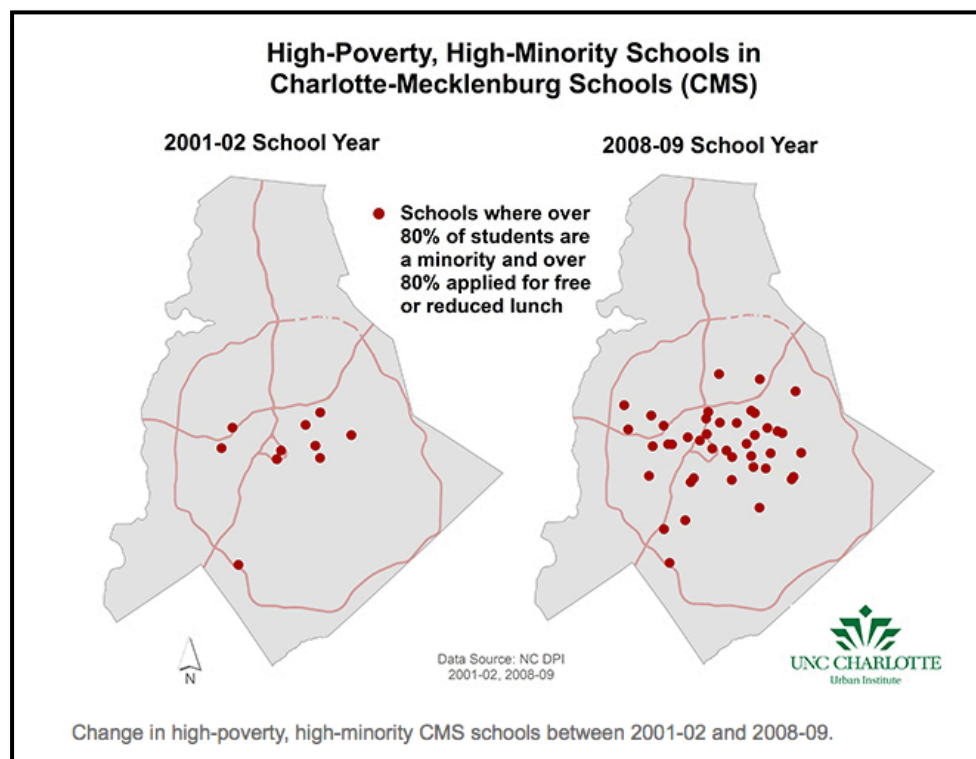 High-Poverty, High-Minority Schools in
Charlotte-Mecklenburg Schools (CMS)
2001-02 School Year
2008-09 School Year
Schools where over
80% of students are
a minority and over
80% applied for free
or reduced lunch
N
Data Source: NC DPI
2001-02, 2008-09
UNC CHARLOTTE
Urban Institute
Change in high-poverty, high-minority CMS schools between 2001-02 and 2008-09.